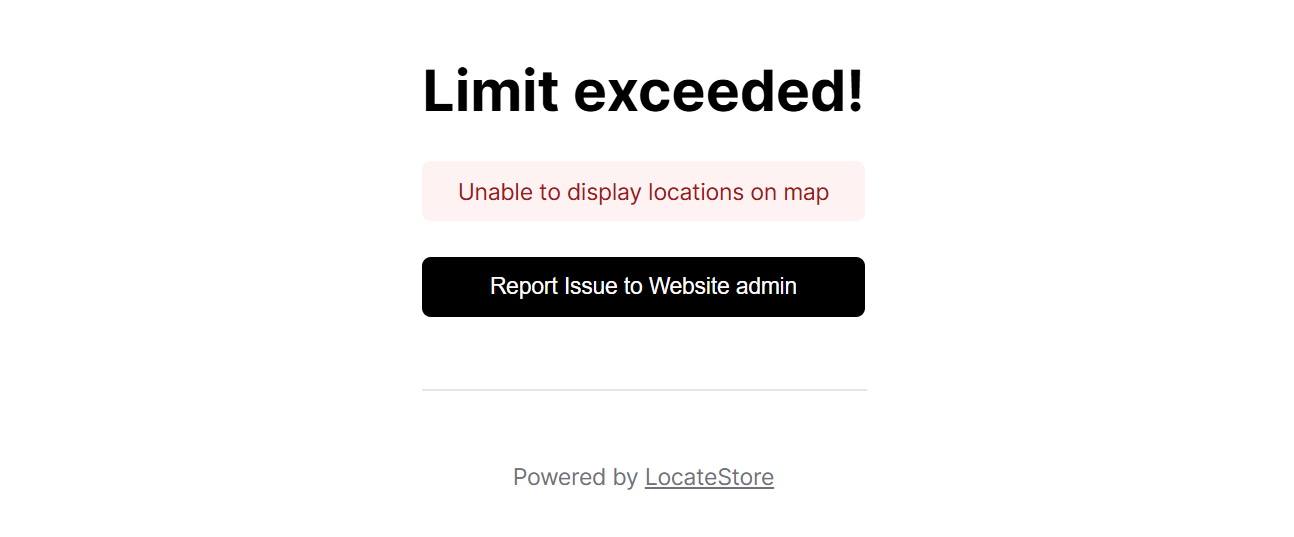 Limit exceeded!
Unable to display locations on map
Report Issue to Website admin
Powered by LocateStore